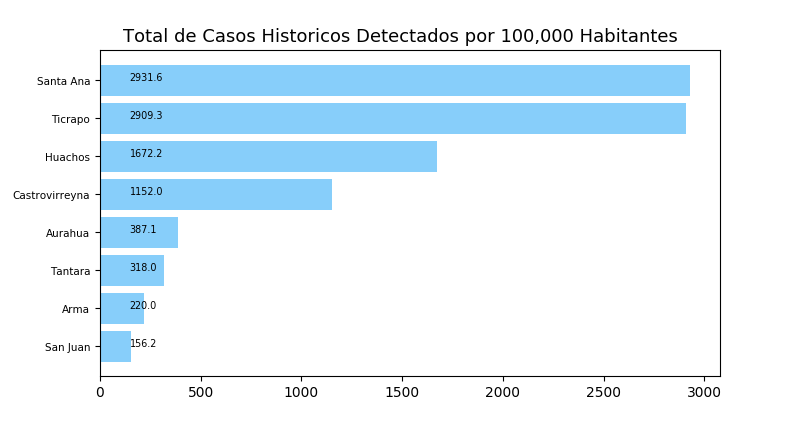 Total de Casos Historicos Detectados por 100,000 Habitantes
Santa Ana 2931.6
Ticrapo 2909.3
Huachos 1672.2
Castrovirreyna 1152.0
Aurahua 387.1
Tantara 318.0
Arma 220.0
San Juan 156.2
0 500 1000 1500 2000 2500 3000